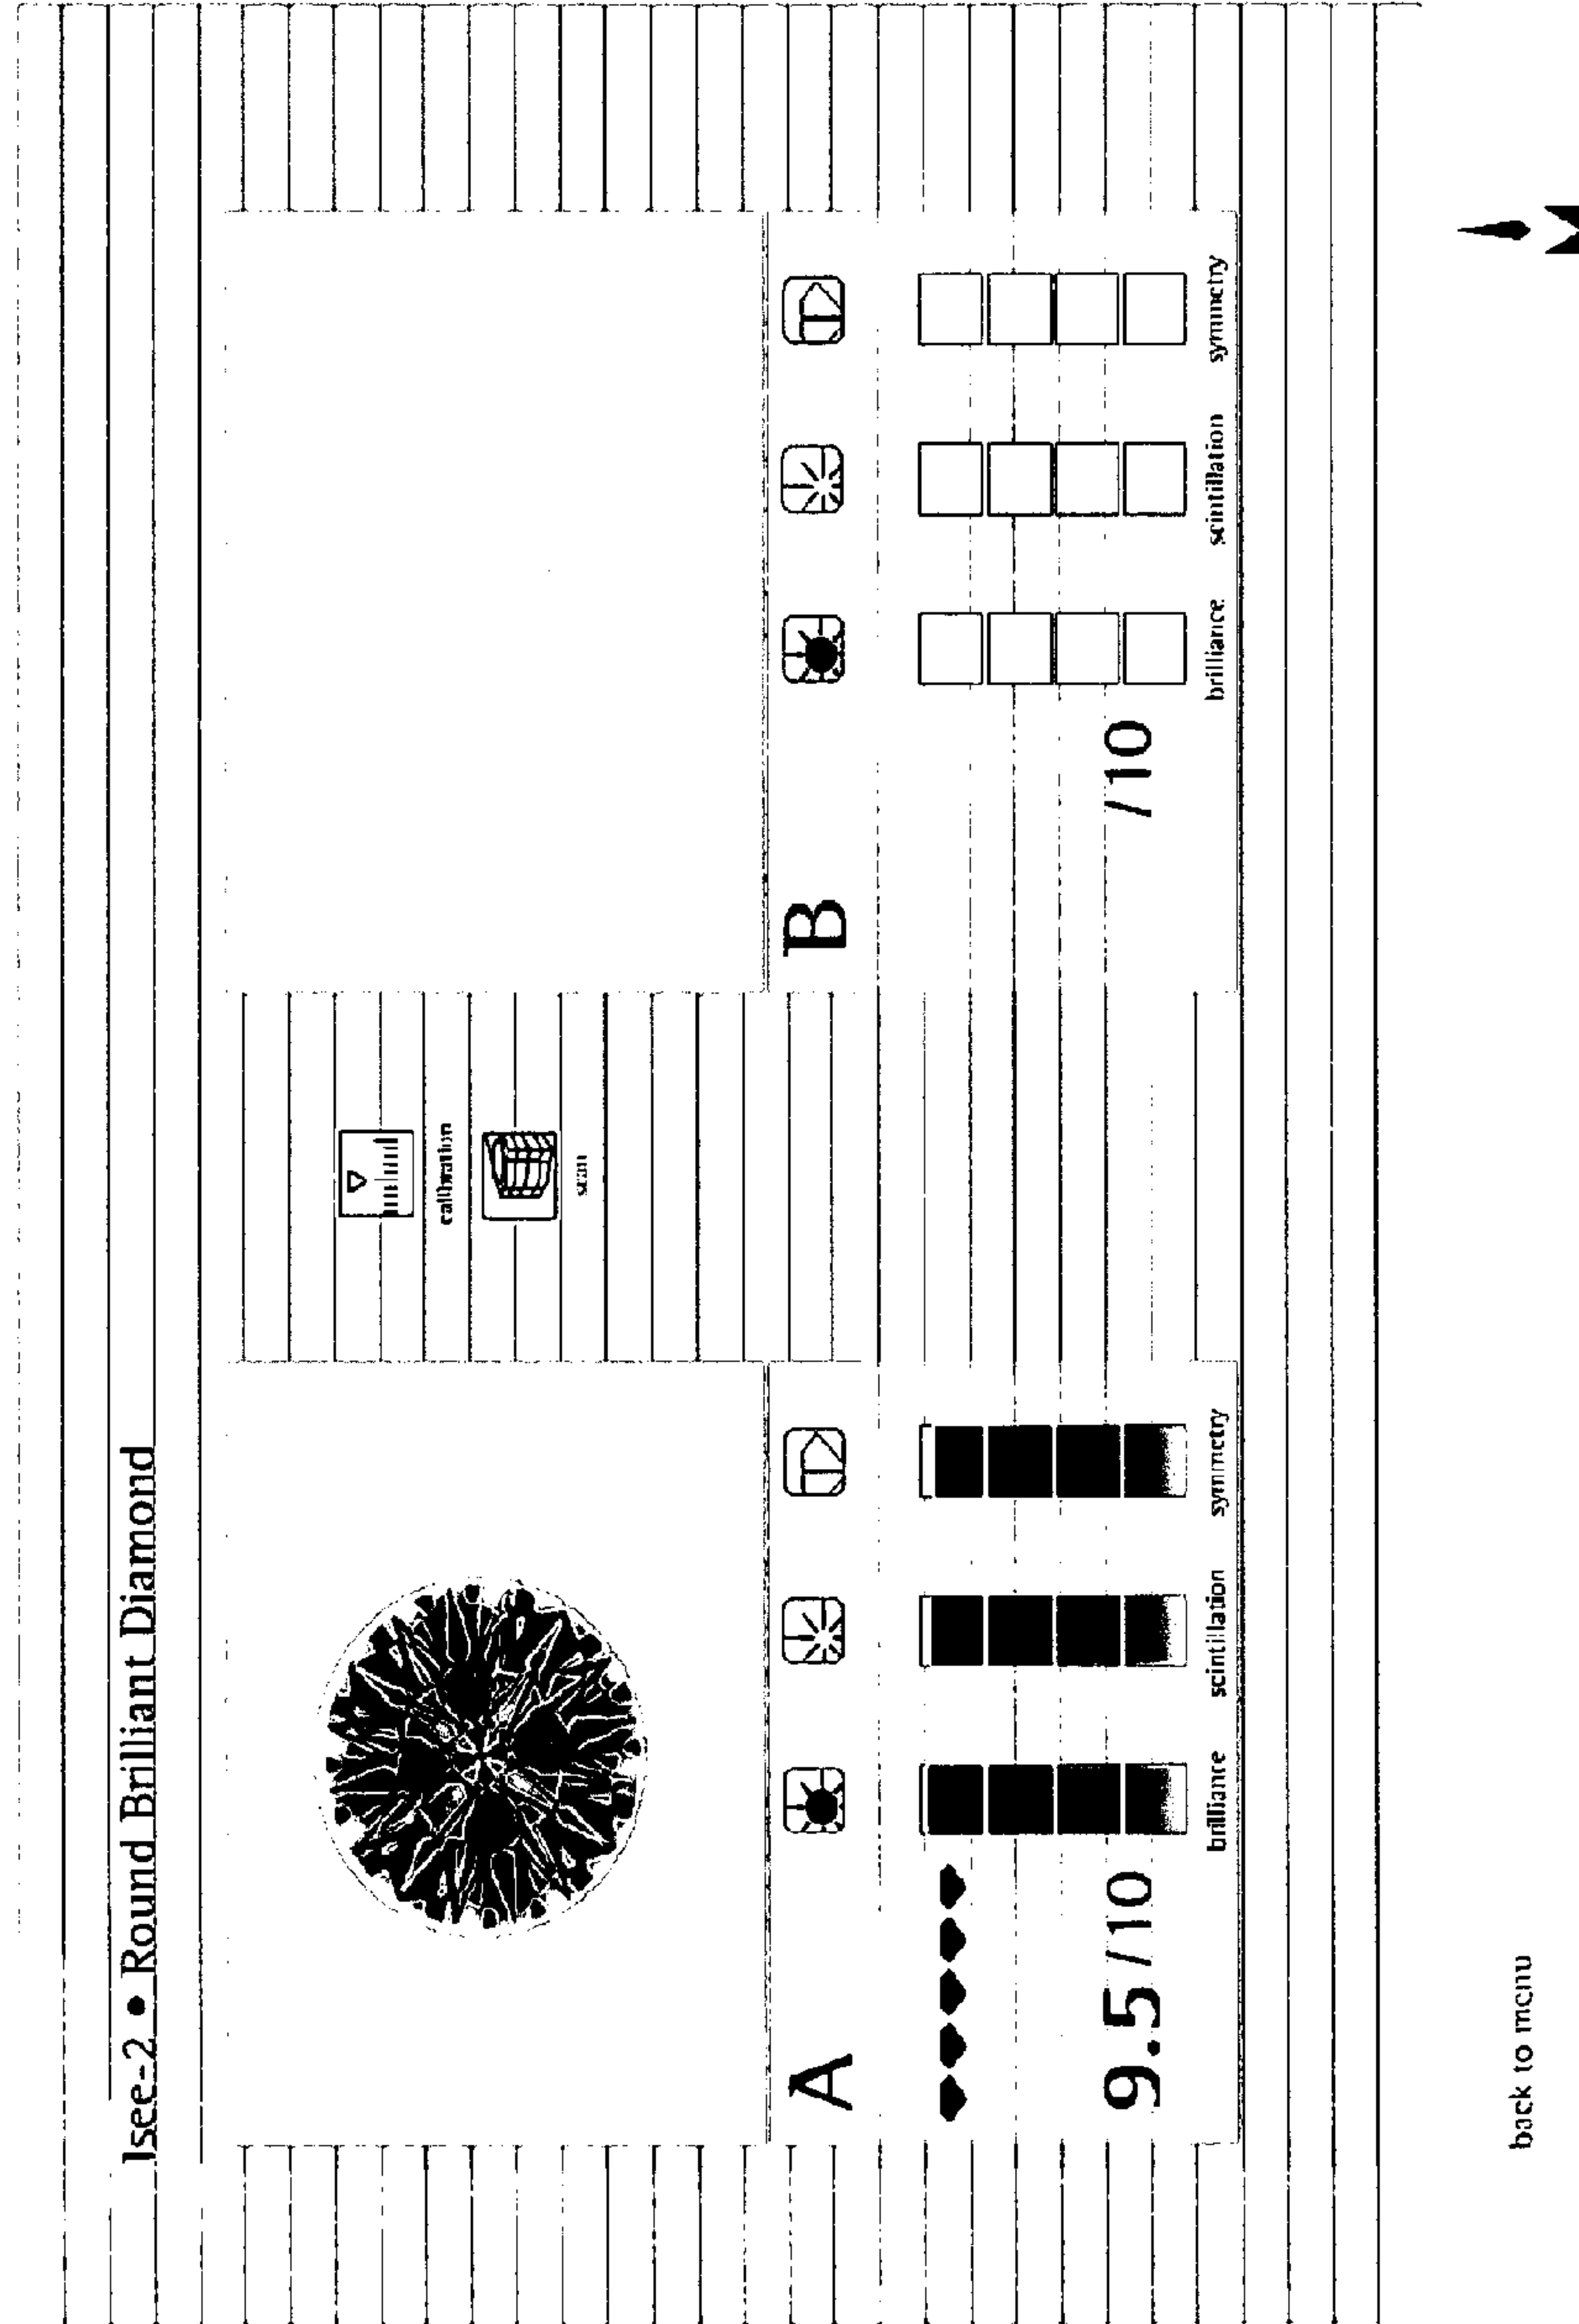 Isee-2 • Round Brilliant Diamond
calibration
scan
A
B
9.5/10
brilliance
scintillation
symmetry
/10
brilliance
scintillation
symmetry
back to menu